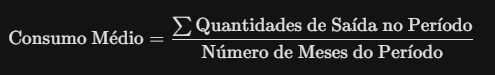 Consumo Médio = ∑ Quantidades de Saída no Período
Número de Meses do Período